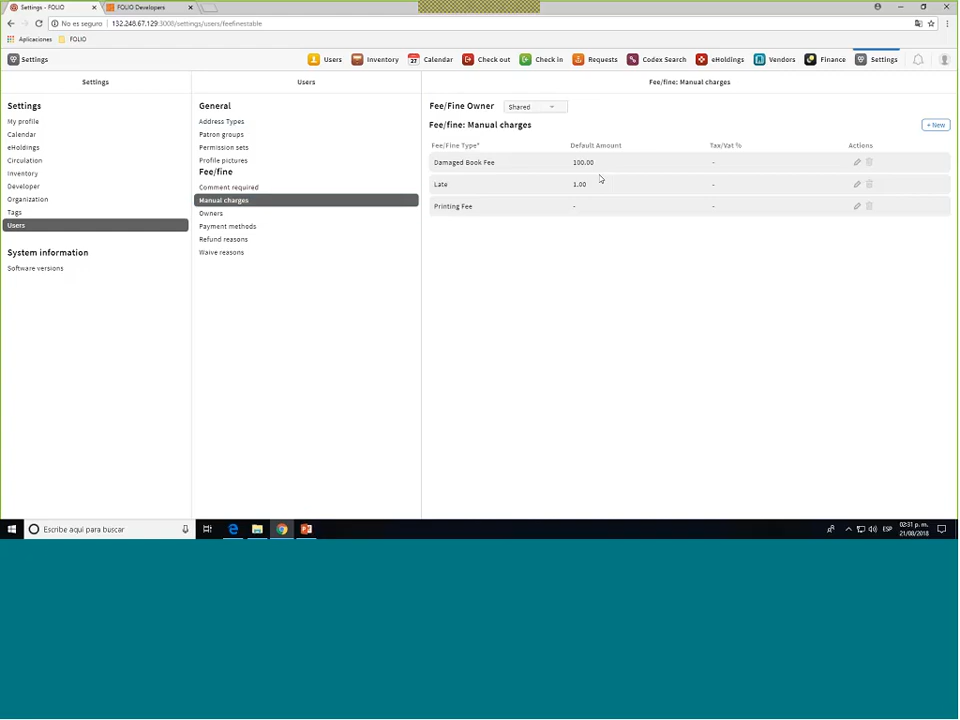 Settings - FOLIO
FOLIO Developers
No es seguro 132.248.67.129:3008/settings/users/feefinestable
Aplicaciones FOLIO
Settings Users Inventory 27 Calendar Check out Check in Requests Codex Search eHoldings Vendors Finance Settings
Settings
Settings
My profile
Calendar
eHoldings
Circulation
Inventory
Developer
Organization
Tags
Users
System information
Software versions
Users
General
Address Types
Patron groups
Permission sets
Profile pictures
Fee/fine
Comment required
Manual charges
Owners
Payment methods
Refund reasons
Waive reasons
Fee/fine: Manual charges
Fee/Fine Owner Shared
Fee/fine: Manual charges
+ New
Fee/Fine Type* Default Amount Tax/Vat % Actions
Damaged Book Fee 100.00 -
Late 1.00 -
Printing Fee - -
Escribe aquí para buscar
ESP
02:31 p. m.
21/08/2018